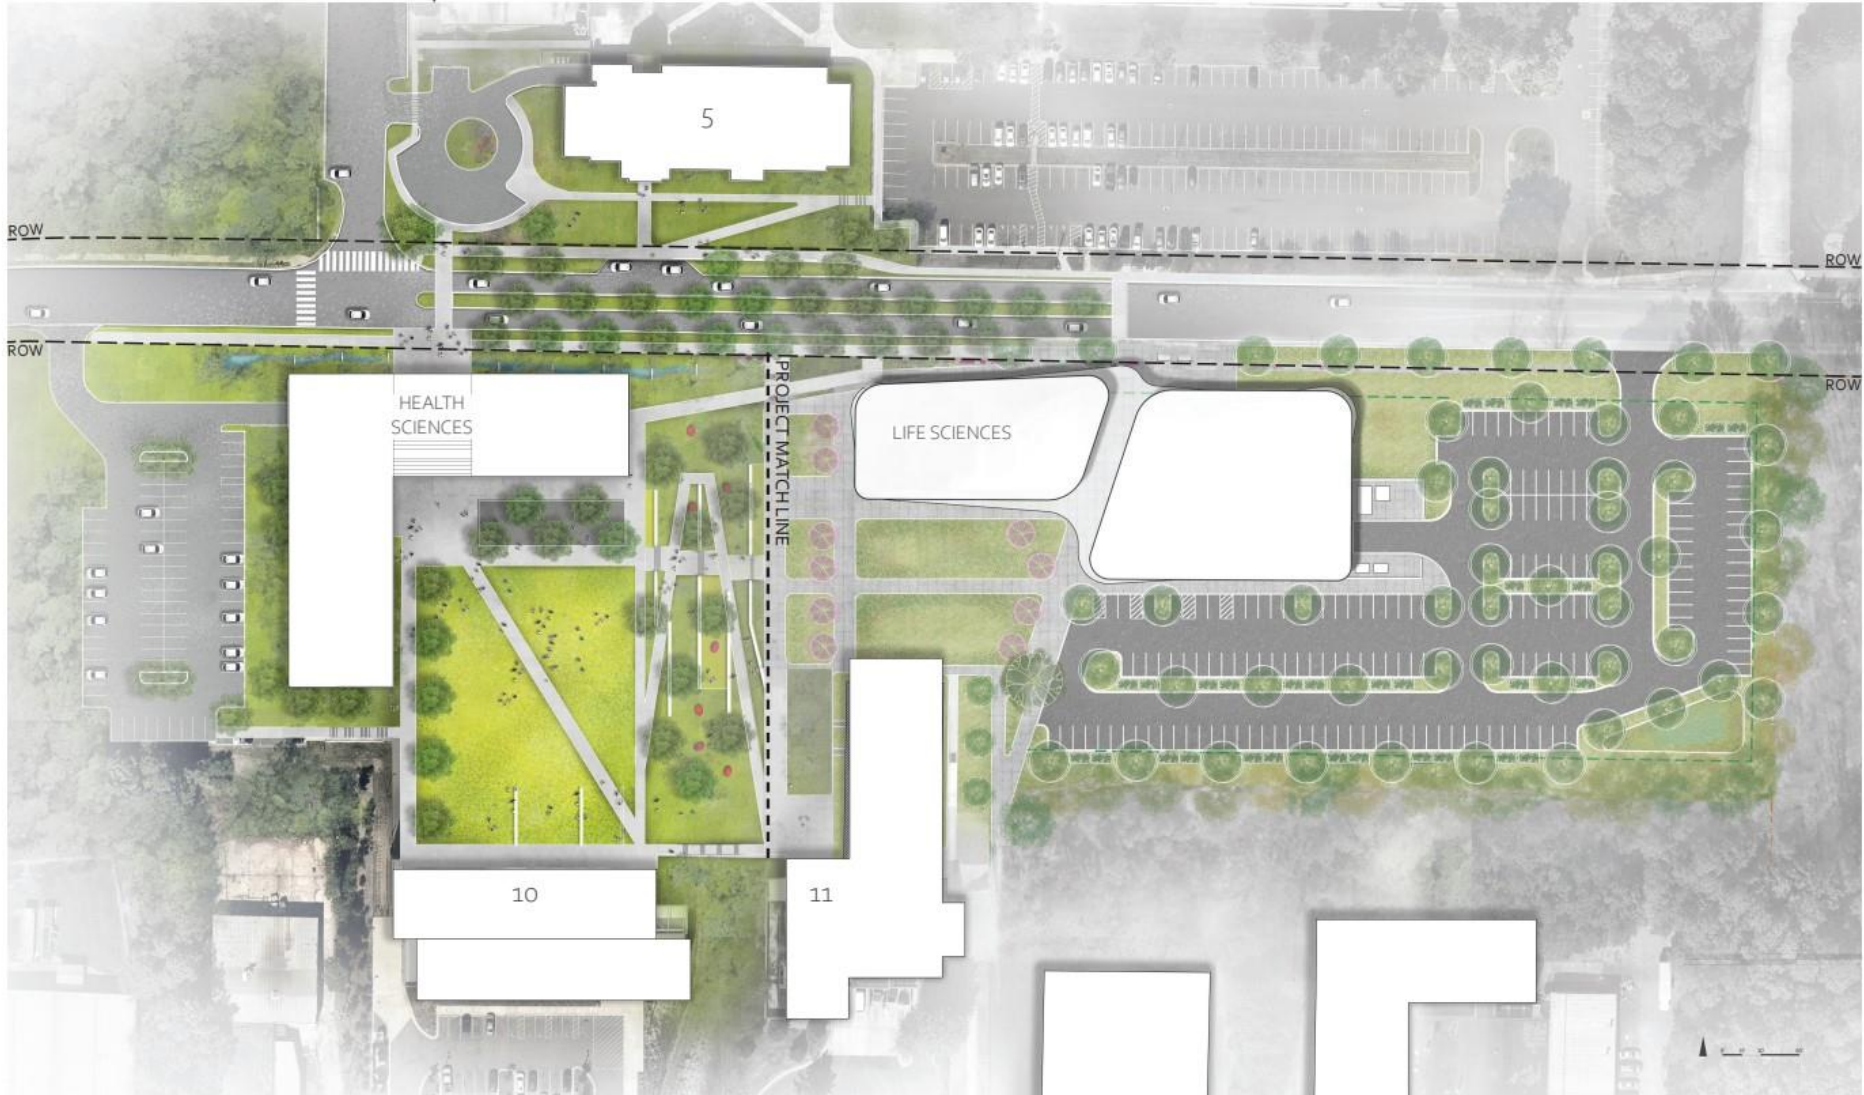 5
ROW
ROW
ROW
ROW
PROJECT MATCH LINE
HEALTH
SCIENCES
LIFE SCIENCES
10
11